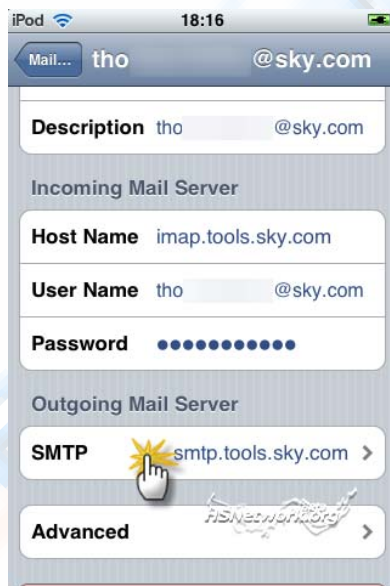 iPod 18:16
Mail... tho @sky.com
Description tho @sky.com
Incoming Mail Server
Host Name imap.tools.sky.com
User Name tho @sky.com
Password ●●●●●●●●●●●
Outgoing Mail Server
SMTP smtp.tools.sky.com >
HSNetwork.org
Advanced >